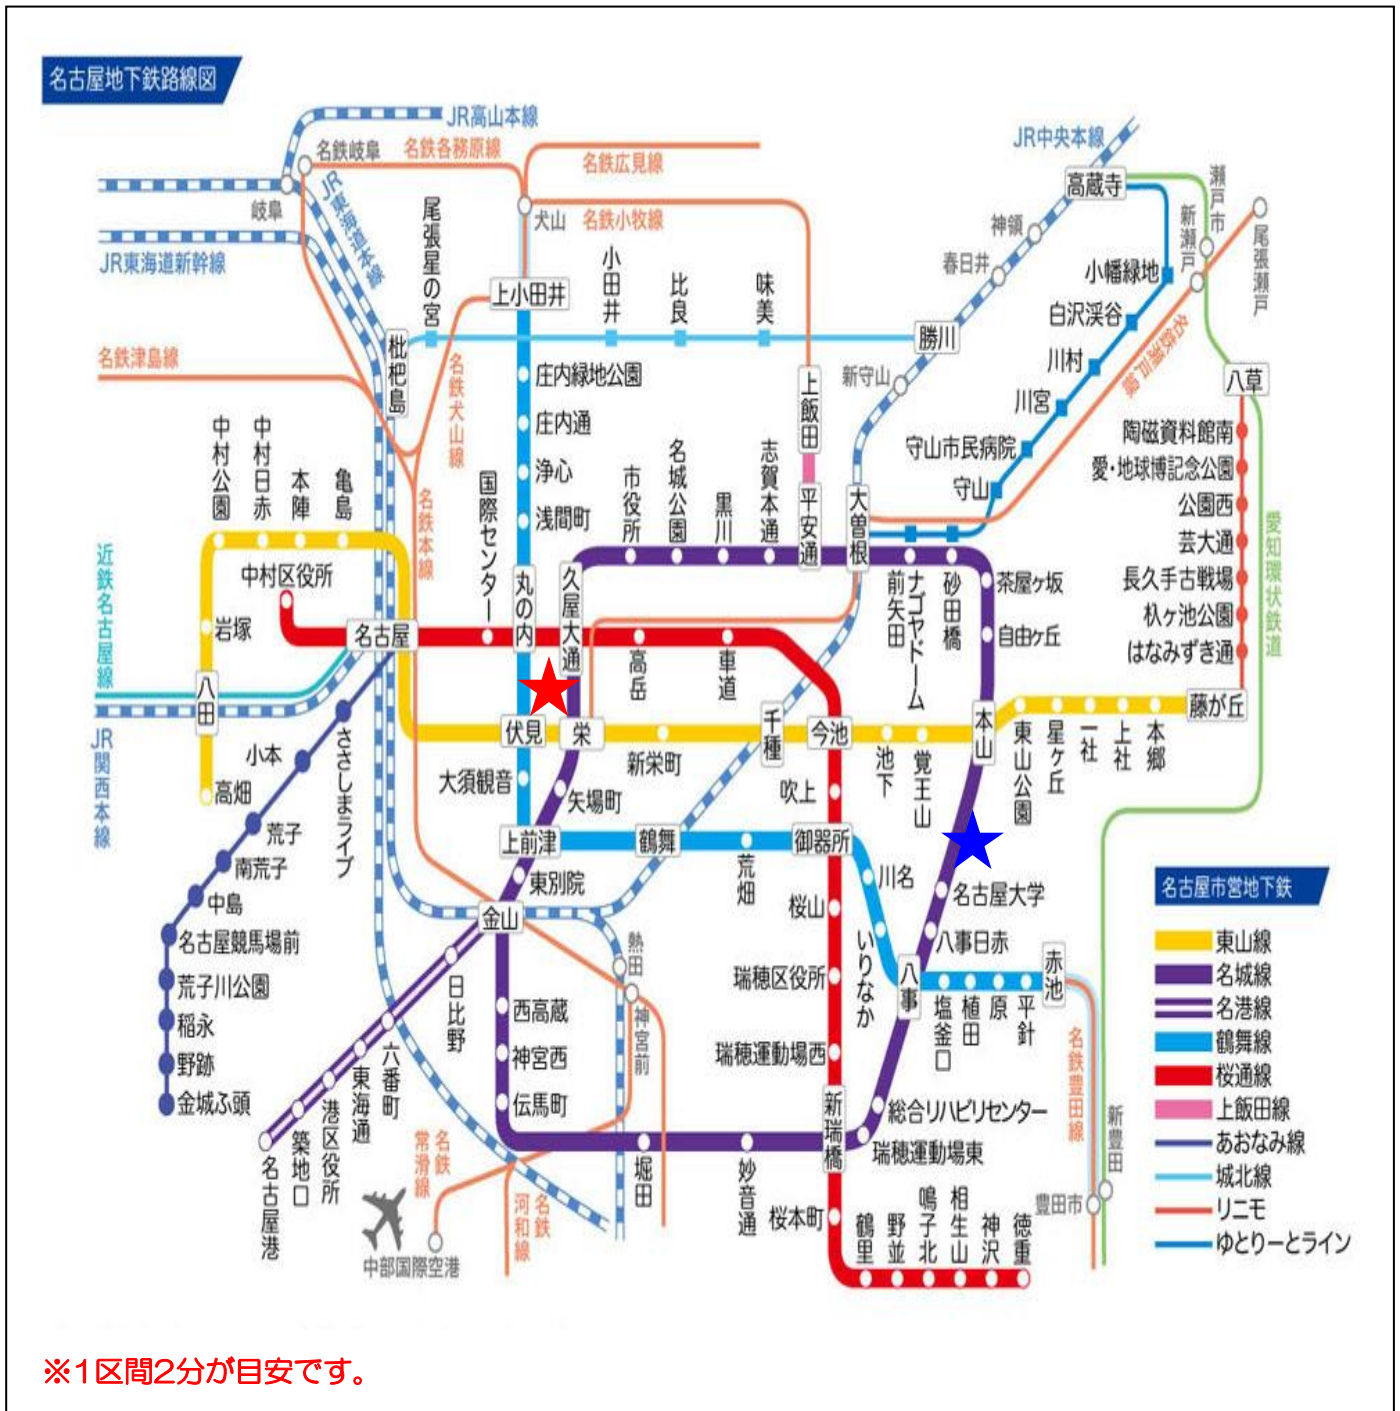 名古屋地下鉄路線図
JR高山本線
JR中央本線
名鉄岐阜
名鉄各務原線
名鉄広見線
高蔵寺
瀬戸市
新瀬戸
尾張瀬戸
岐阜
JR東海道本線
犬山
名鉄小牧線
神領
JR東海道新幹線
尾張星の宮
上小田井
小田井
比良
味美
春日井
小幡緑地
白沢渓谷
名鉄瀬戸線
枇杷島
勝川
川村
名鉄津島線
名鉄犬山線
庄内緑地公園
上飯田
新守山
川宮
八草
中村公園
中村日赤
本陣
亀島
庄内通
陶磁資料館南
守山市民病院
国際センター
浄心
市役所
名城公園
黒川
志賀本通
平安通
大曽根
守山
愛・地球博記念公園
名鉄本線
浅間町
公園西
愛知環状鉄道
近鉄名古屋線
芸大通
中村区役所
丸の内
久屋大通
ナゴヤドーム前矢田
砂田橋
茶屋ヶ坂
長久手古戦場
杁ヶ池公園
岩塚
名古屋
高岳
車道
自由ヶ丘
はなみずき通
八田
藤が丘
JR関西本線
ささしまライブ
伏見
栄
新栄町
千種
今池
池下
覚王山
本山
東山公園
星ヶ丘
一社
上社
本郷
小本
高畑
大須観音
矢場町
吹上
荒子
上前津
鶴舞
荒畑
御器所
南荒子
東別院
川名
名古屋大学
名古屋市営地下鉄
中島
金山
桜山
いりなか
八事日赤
東山線
名古屋競馬場前
熱田
八事
塩釜口
植田
原
平針
赤池
名城線
荒子川公園
日比野
西高蔵
神宮前
瑞穂区役所
名港線
稲永
六番町
神宮西
瑞穂運動場西
名鉄豊田線
鶴舞線
野跡
東海通
桜通線
金城ふ頭
港区役所
伝馬町
新瑞橋
総合リハビリセンター
新豊田
上飯田線
築地口
名古屋港
名鉄常滑線
堀田
妙音通
瑞穂運動場東
あおなみ線
城北線
名鉄河和線
桜本町
鶴里
野並
鳴子北
相生山
神沢
徳重
豊田市
リニモ
ゆとりーとライン
中部国際空港
※1区間2分が目安です。